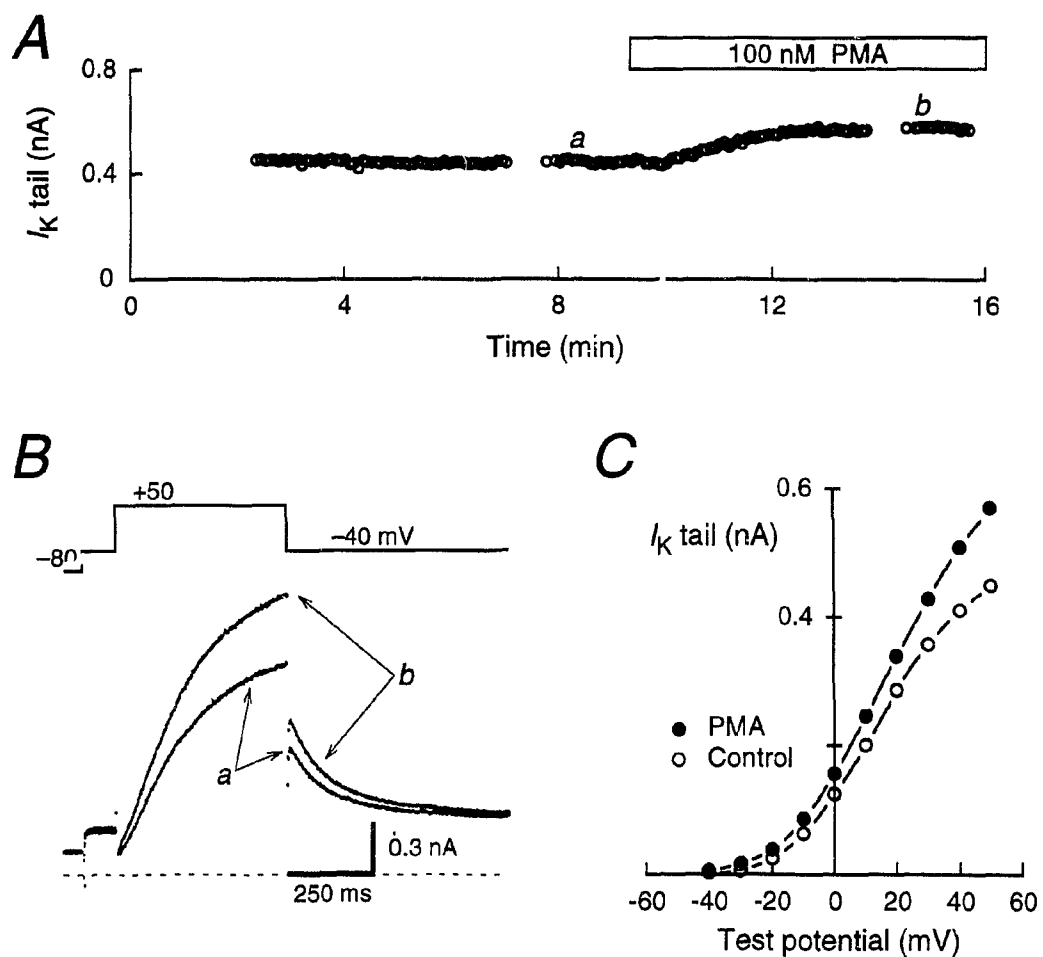 A
100 nM PMA
0.8
0.4
0
I_K tail (nA)
a
b
0 4 8 12 16
Time (min)
B
+50
−80
−40 mV
b
a
0.3 nA
250 ms
C
0.6
I_K tail (nA)
0.4
● PMA
○ Control
-60 -40 -20 0 20 40 60
Test potential (mV)